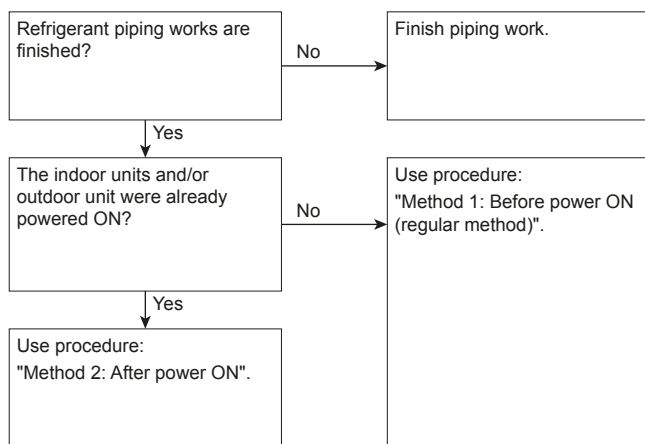 Refrigerant piping works are
finished?
No
Finish piping work.
Yes
The indoor units and/or
outdoor unit were already
powered ON?
No
Use procedure:
"Method 1: Before power ON
(regular method)".
Yes
Use procedure:
"Method 2: After power ON".